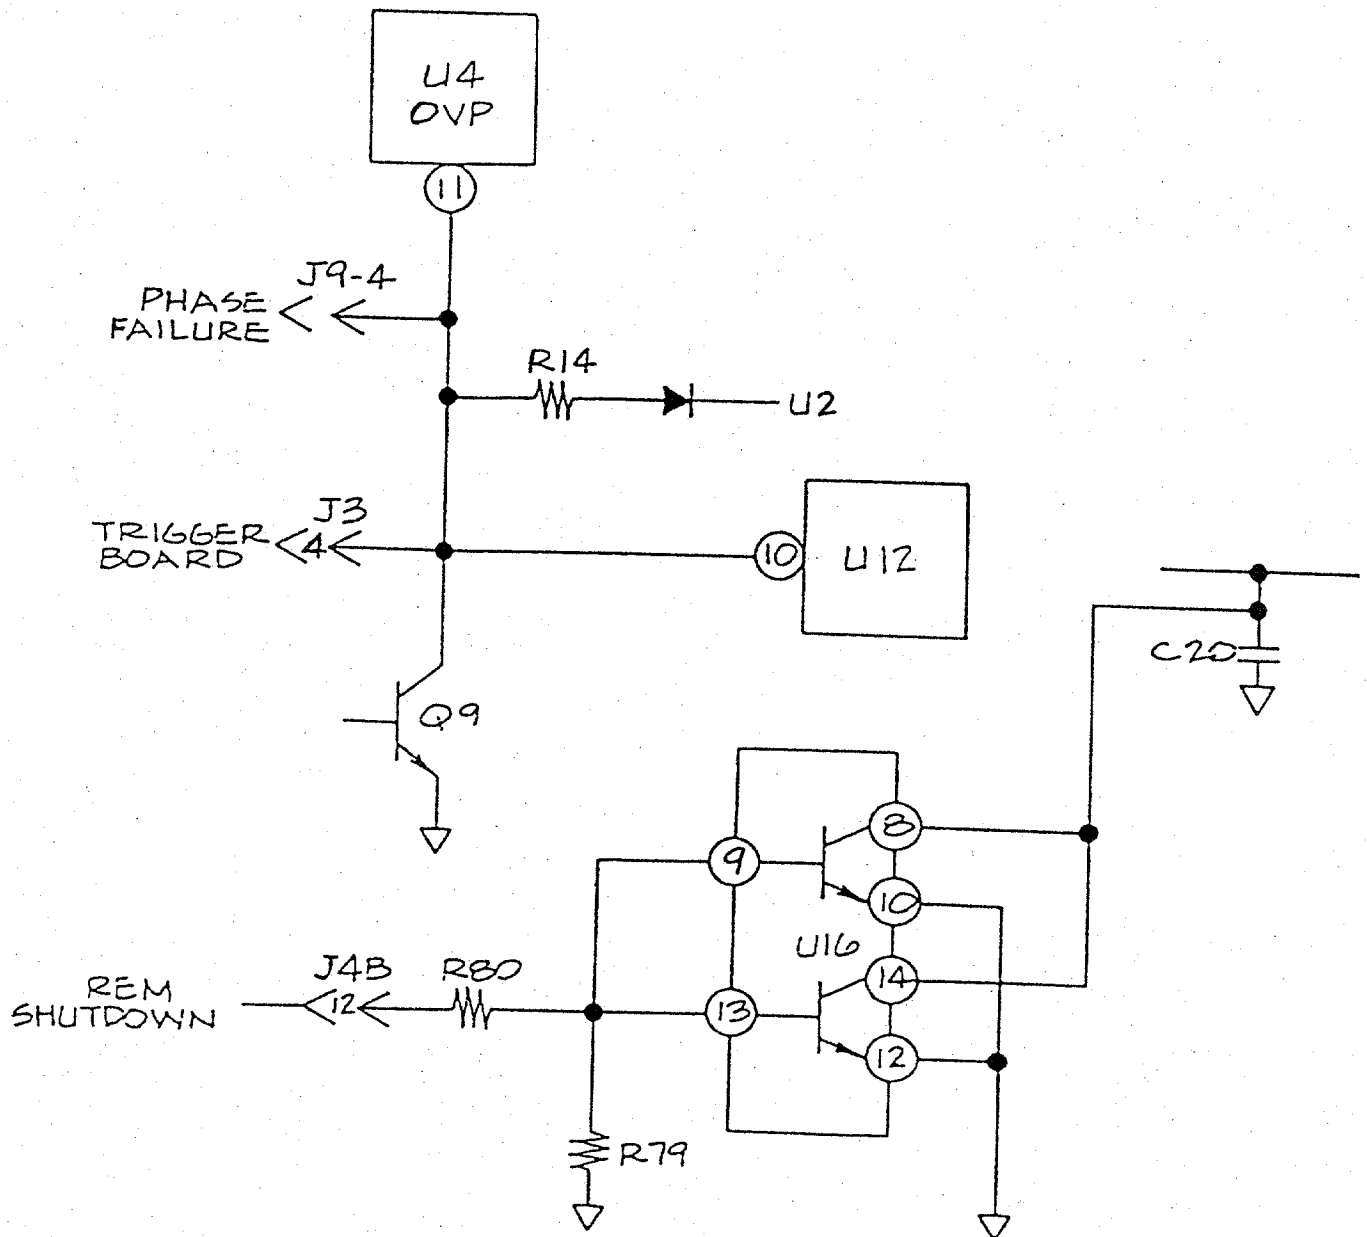 U4
OVP
11
J9-4
PHASE
FAILURE
R14
U2
J3
TRIGGER
BOARD
4
10
U12
C20
Q9
8
9
10
U16
J4B
R80
14
REM
SHUTDOWN
12
13
12
R79